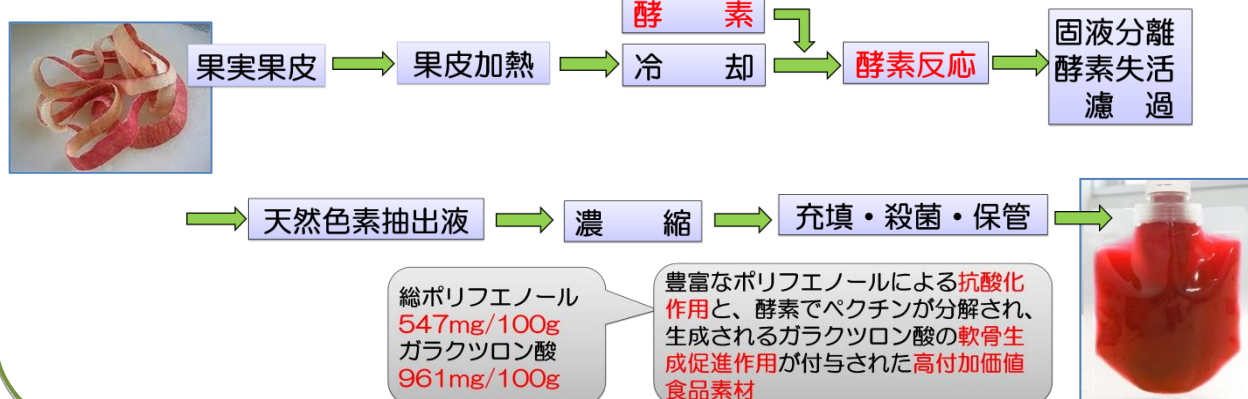 酵　　素
果実果皮
果皮加熱
冷　　却
酵素反応
固液分離
酵素失活
濾　過
天然色素抽出液
濃　　縮
充填・殺菌・保管
総ポリフエノール
547mg/100g
ガラクツロン酸
961mg/100g
豊富なポリフエノールによる抗酸化
作用と、酵素でペクチンが分解され、
生成されるガラクツロン酸の軟骨生
成促進作用が付与された高付加価値
食品素材